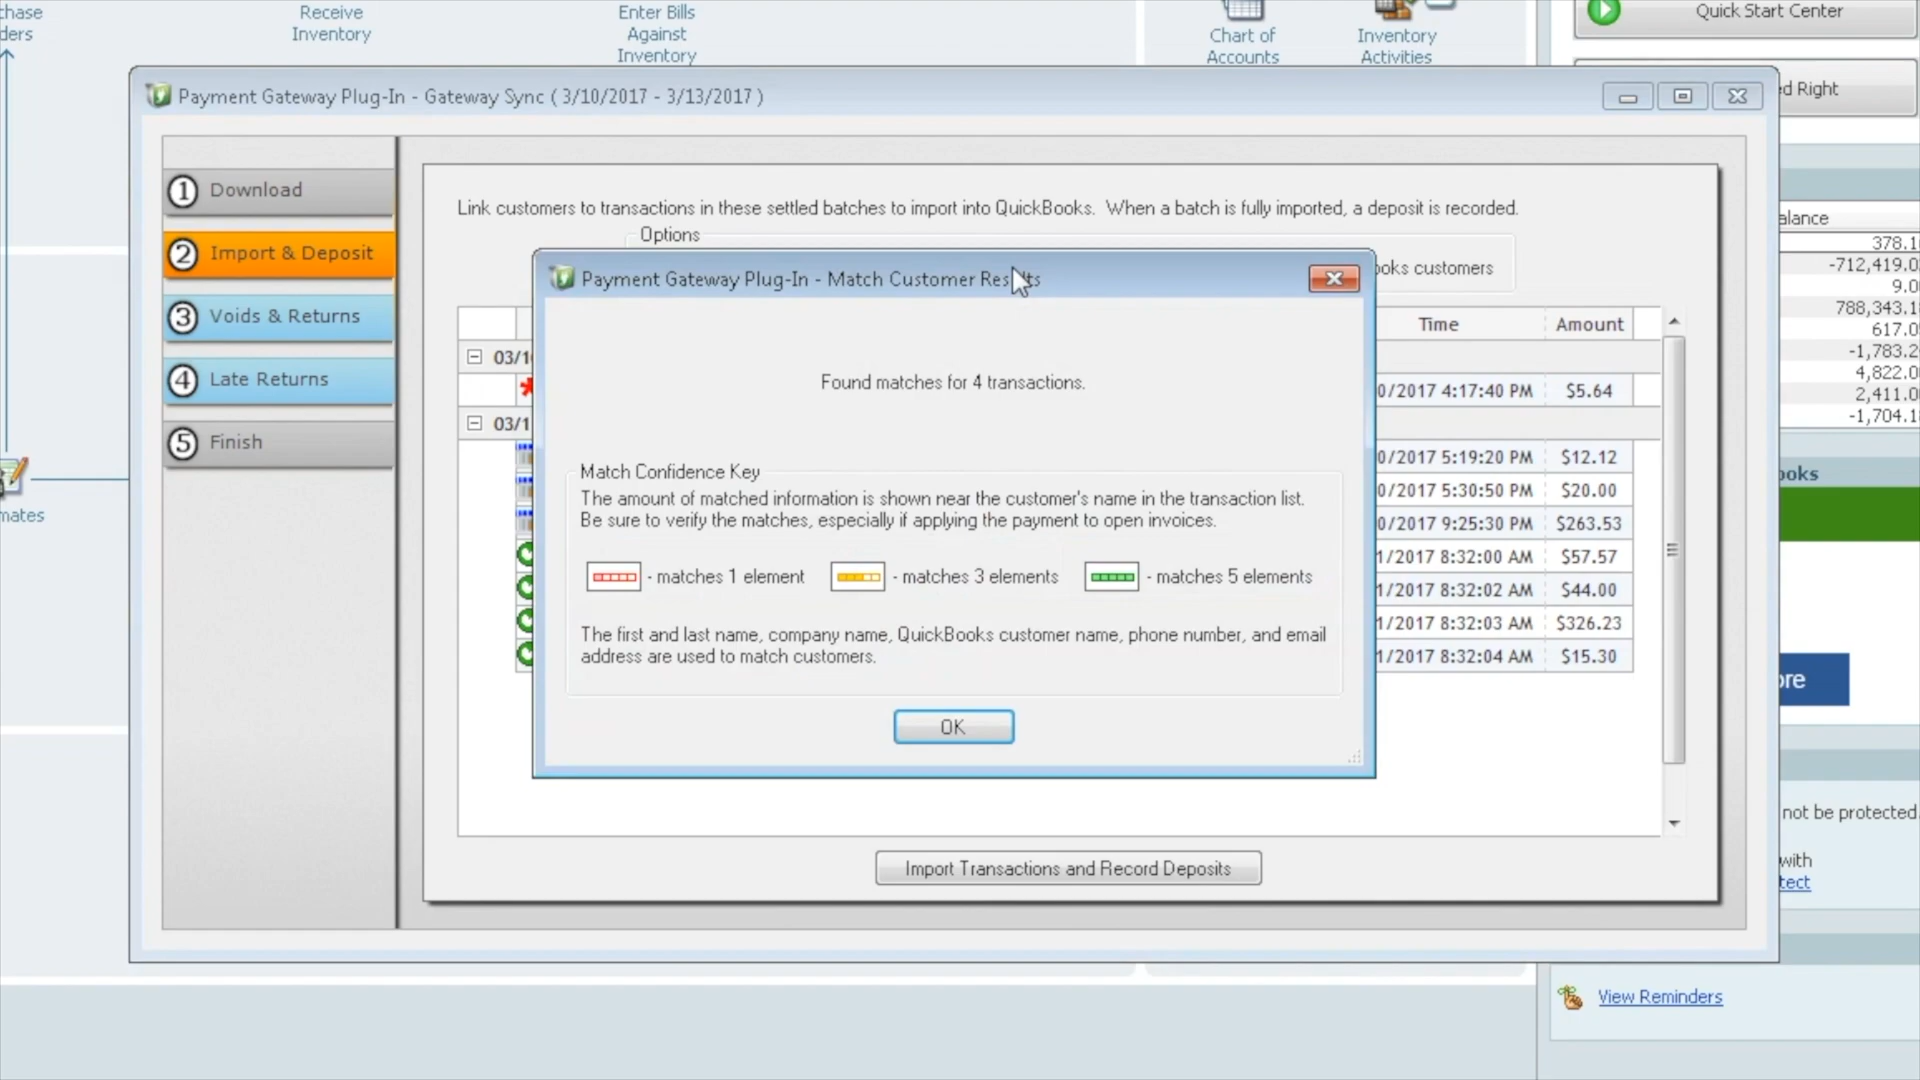 chase
ders
Receive
Inventory
Enter Bills
Against
Inventory
Chart of
Accounts
Inventory
Activities
Quick Start Center
ed Right
Payment Gateway Plug-In - Gateway Sync ( 3/10/2017 - 3/13/2017 )
1 Download
2 Import & Deposit
3 Voids & Returns
4 Late Returns
5 Finish
Link customers to transactions in these settled batches to import into QuickBooks. When a batch is fully imported, a deposit is recorded.
Options
ooks customers
Time Amount
03/10
0/2017 4:17:40 PM $5.64
03/1
0/2017 5:19:20 PM $12.12
0/2017 5:30:50 PM $20.00
0/2017 9:25:30 PM $263.53
1/2017 8:32:00 AM $57.57
1/2017 8:32:02 AM $44.00
1/2017 8:32:03 AM $326.23
1/2017 8:32:04 AM $15.30
Payment Gateway Plug-In - Match Customer Results
Found matches for 4 transactions.
Match Confidence Key
The amount of matched information is shown near the customer's name in the transaction list.
Be sure to verify the matches, especially if applying the payment to open invoices.
- matches 1 element - matches 3 elements - matches 5 elements
The first and last name, company name, QuickBooks customer name, phone number, and email
address are used to match customers.
OK
Import Transactions and Record Deposits
mates
alance
378.1
-712,419.0
9.0
788,343.1
617.0
-1,783.2
4,822.0
2,411.0
-1,704.1
ooks
ore
not be protected.
with
tect
View Reminders